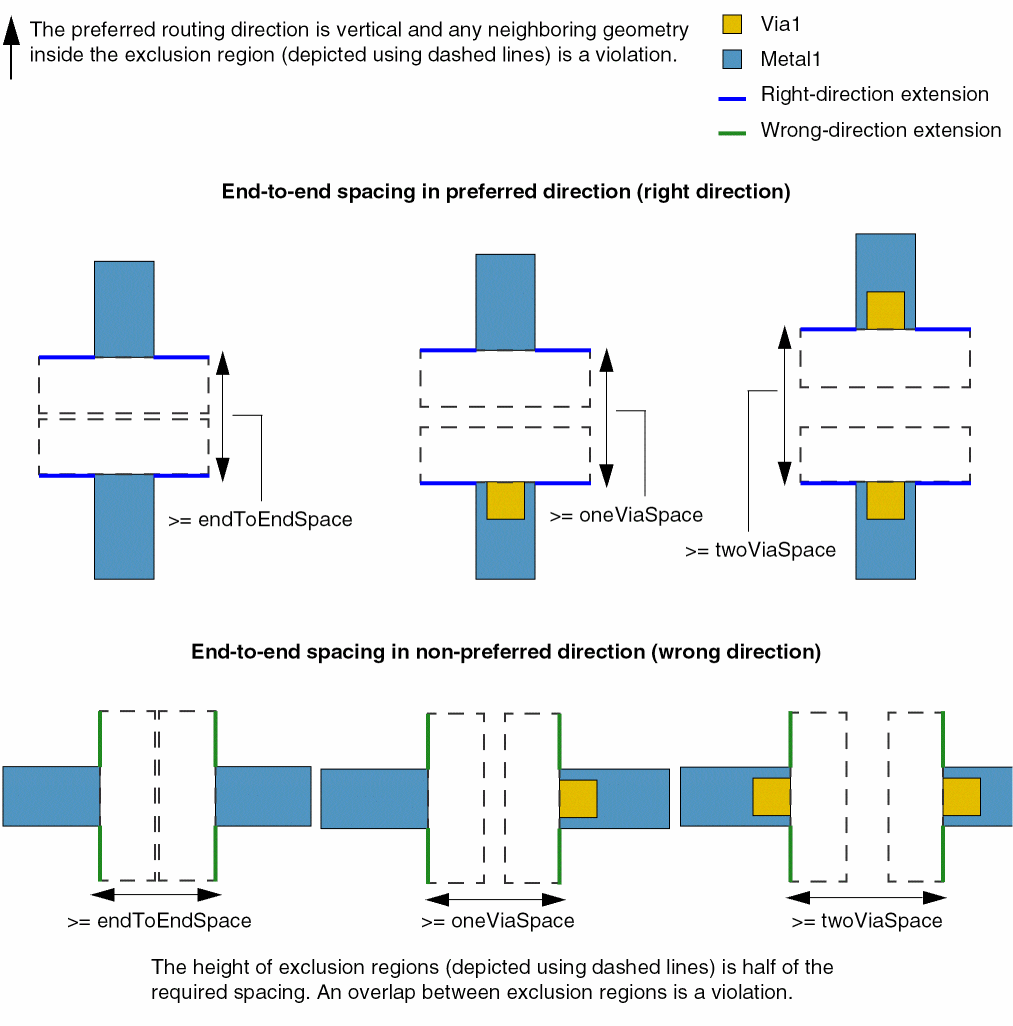 The preferred routing direction is vertical and any neighboring geometry
inside the exclusion region (depicted using dashed lines) is a violation.
Via1
Metal1
Right-direction extension
Wrong-direction extension
End-to-end spacing in preferred direction (right direction)
>= endToEndSpace
>= oneViaSpace
>= twoViaSpace
End-to-end spacing in non-preferred direction (wrong direction)
>= endToEndSpace
>= oneViaSpace
>= twoViaSpace
The height of exclusion regions (depicted using dashed lines) is half of the
required spacing. An overlap between exclusion regions is a violation.